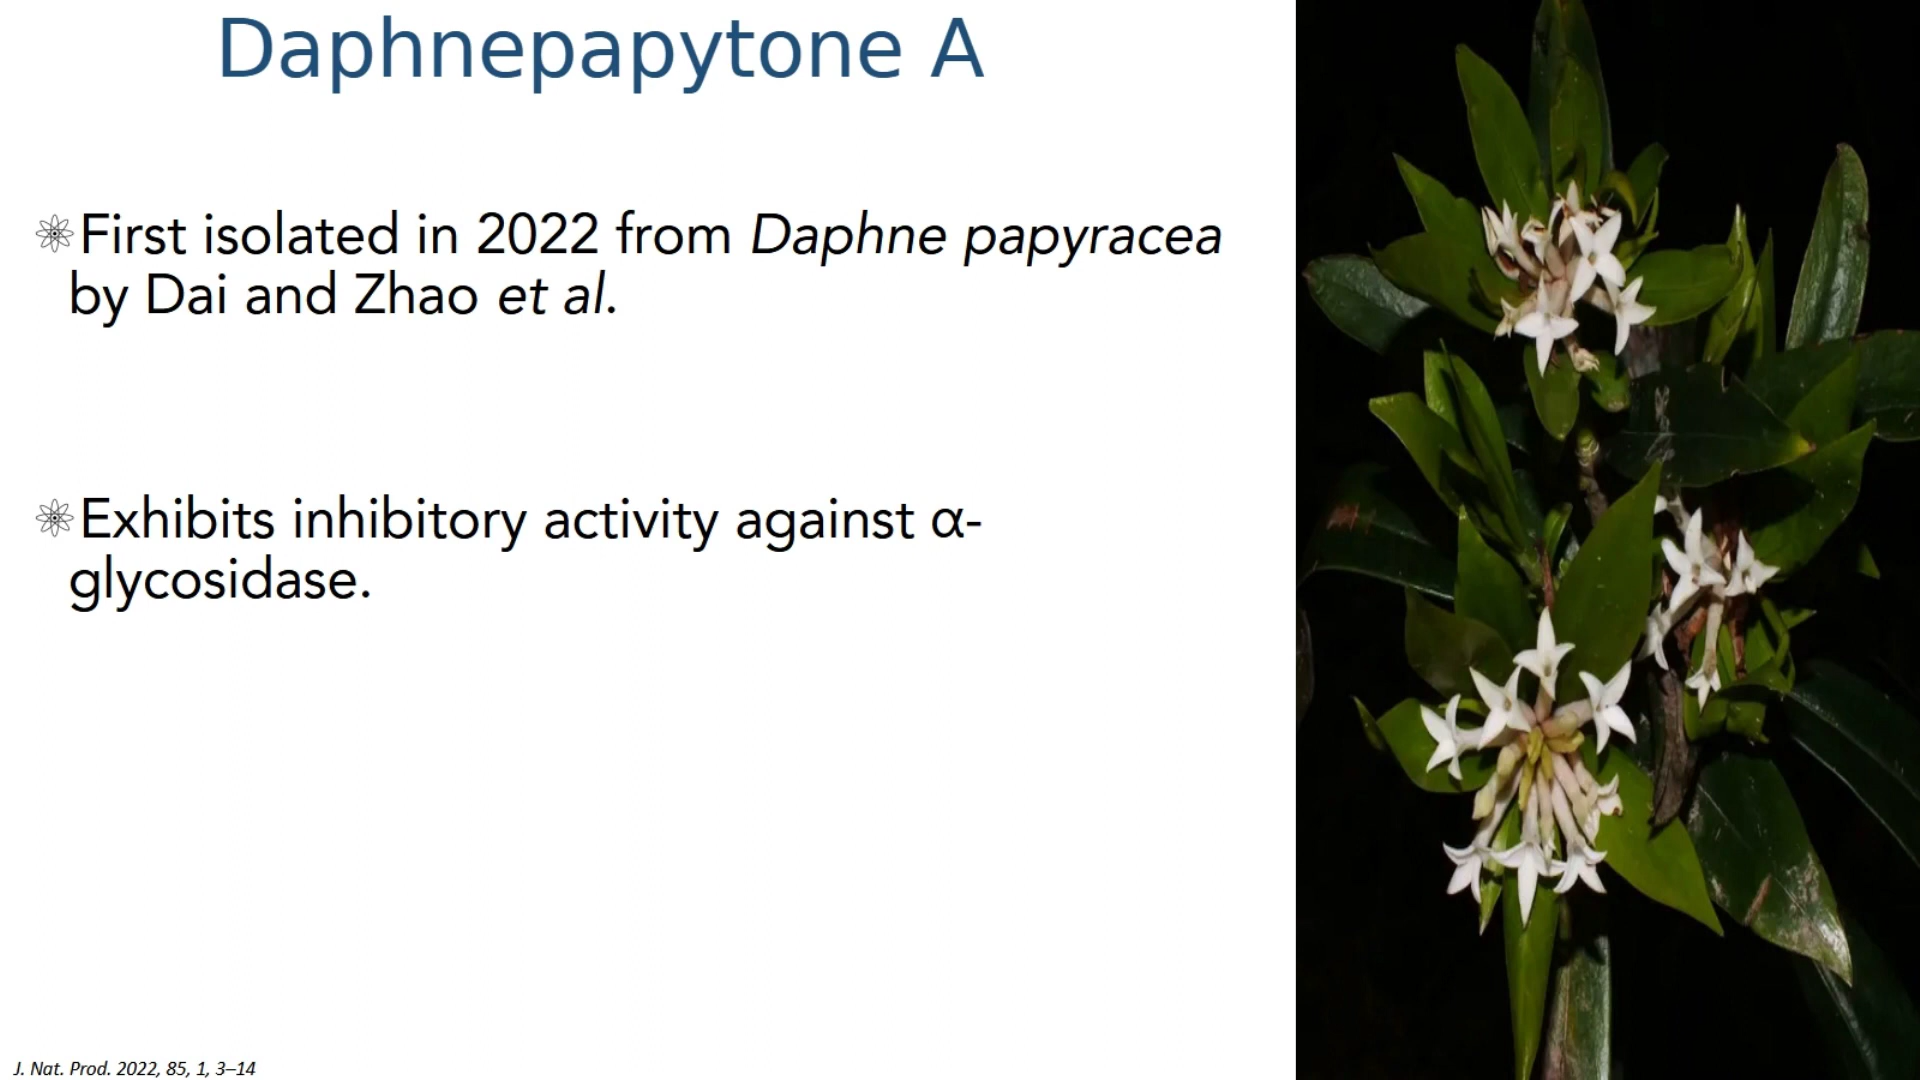 Daphnepapytone A
First isolated in 2022 from Daphne papyracea
by Dai and Zhao et al.
Exhibits inhibitory activity against α-
glycosidase.
J. Nat. Prod. 2022, 85, 1, 3–14